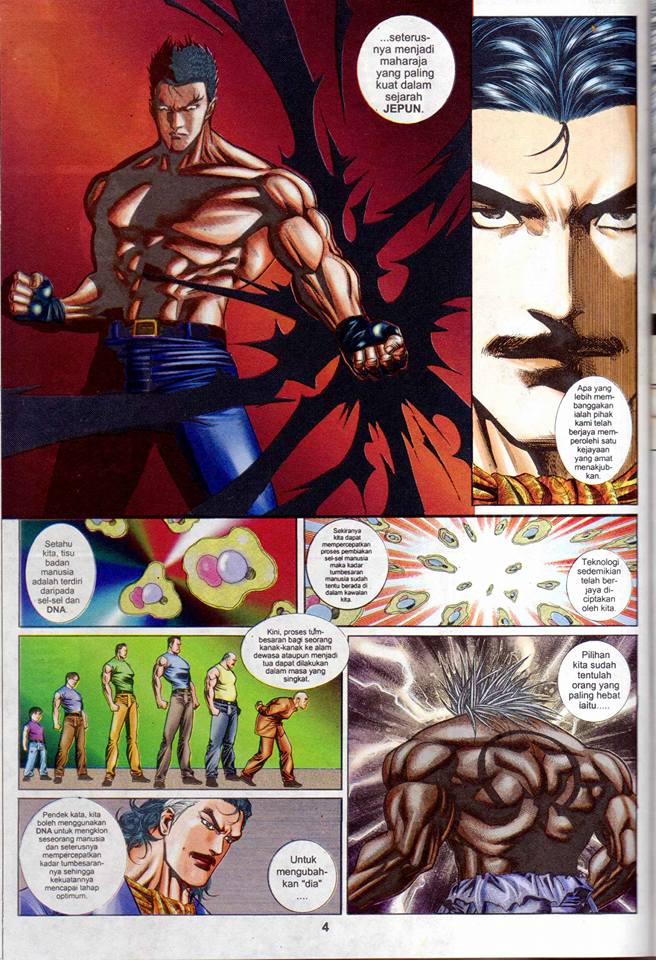 ...seterus-
nya menjadi
maharaja
yang paling
kuat dalam
sejarah
JEPUN.
Apa yang
lebih mem-
banggakan
ialah pihak
kami telah
berjaya mem-
perolehi satu
kejayaan
yang amat
menakjub-
kan.
Setahu
kita, tisu
badan
manusia
adalah terdiri
daripada
sel-sel dan
DNA.
Sekiranya
kita dapat
mempercepatkan
proses pembiakan
sel-sel manusia
maka kadar
tumbesaran
manusia sudah
tentu berada di
dalam kawalan
kita.
Teknologi
sedemikian
telah ber-
jaya di-
ciptakan
oleh kita.
Kini, proses tum-
besaran bagi seorang
kanak-kanak ke alam
dewasa ataupun menjadi
tua dapat dilakukan
dalam masa yang
singkat.
Pilihan
kita sudah
tentulah
orang yang
paling hebat
iaitu.....
Pendek kata, kita
boleh menggunakan
DNA untuk mengklon
seseorang manusia
dan seterusnya
mempercepatkan
kadar tumbesaran-
nya sehingga
kekuatannya
mencapai tahap
optimum.
Untuk
mengubah-
kan "dia"
....
4